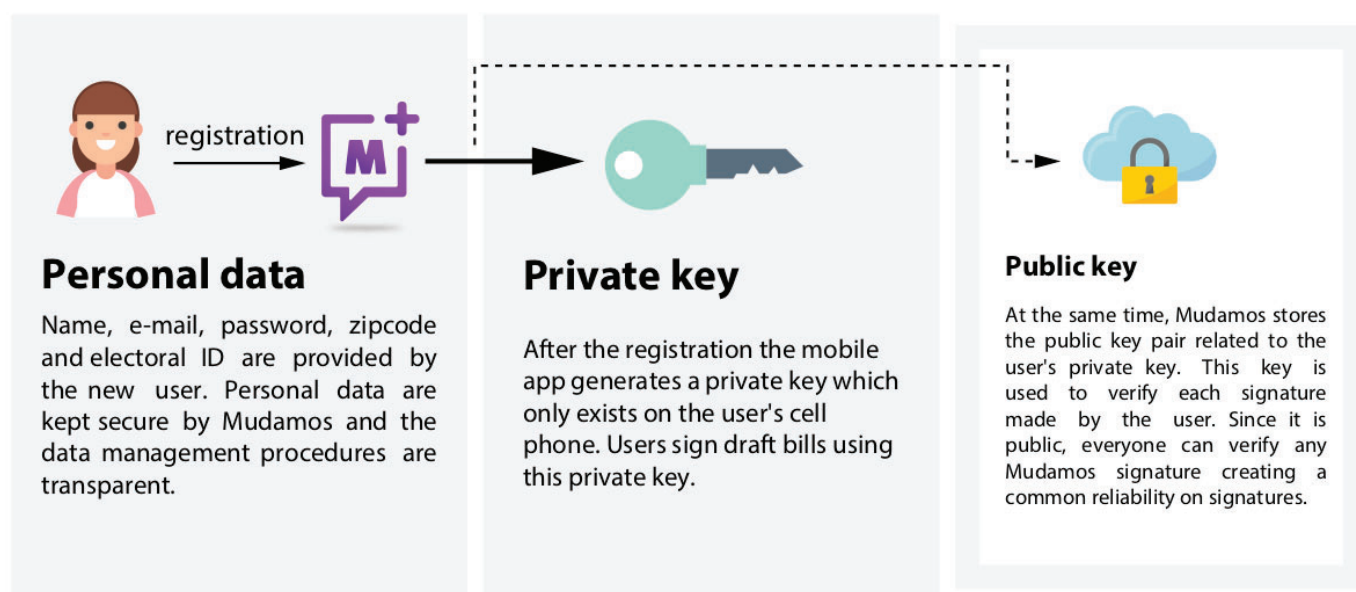 registration
M
Personal data
Name, e-mail, password, zipcode
and electoral ID are provided by
the new user. Personal data are
kept secure by Mudamos and the
data management procedures are
transparent.
Private key
After the registration the mobile
app generates a private key which
only exists on the user's cell
phone. Users sign draft bills using
this private key.
Public key
At the same time, Mudamos stores
the public key pair related to the
user's private key. This key is
used to verify each signature
made by the user. Since it is
public, everyone can verify any
Mudamos signature creating a
common reliability on signatures.